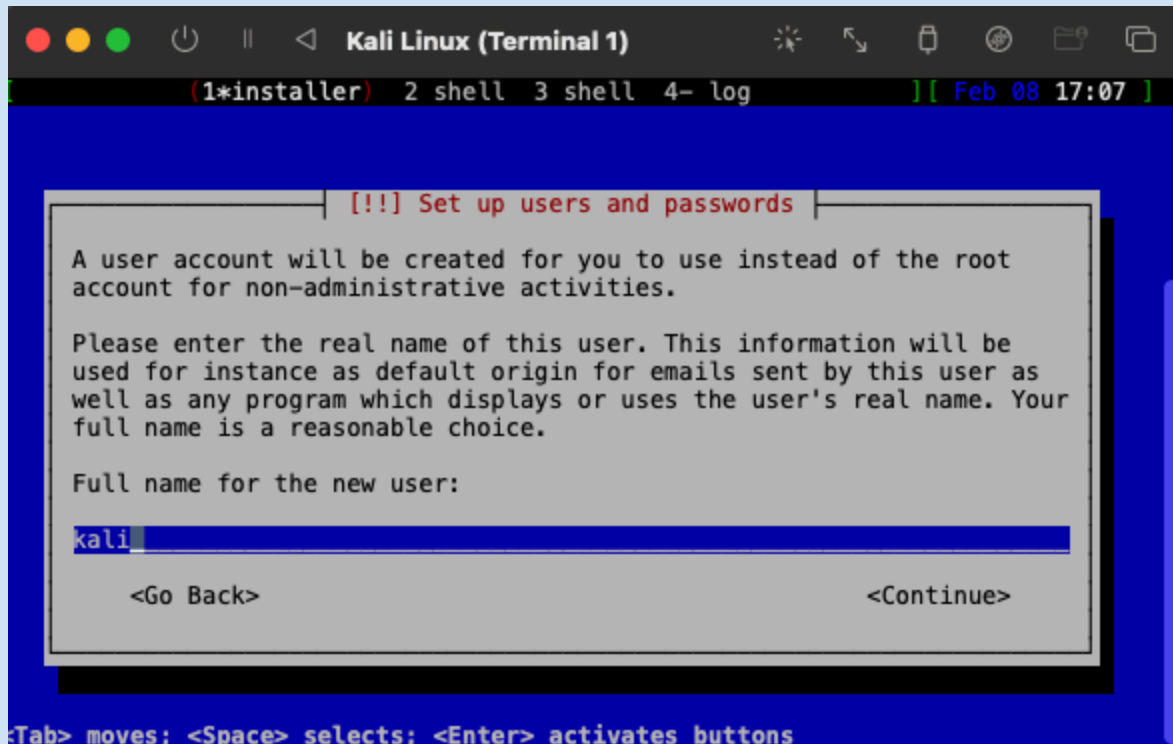 Kali Linux (Terminal 1)
[ (1*installer) 2 shell 3 shell 4- log ][ Feb 08 17:07 ]
[!!] Set up users and passwords
A user account will be created for you to use instead of the root
account for non-administrative activities.
Please enter the real name of this user. This information will be
used for instance as default origin for emails sent by this user as
well as any program which displays or uses the user's real name. Your
full name is a reasonable choice.
Full name for the new user:
kali
<Go Back> <Continue>
<Tab> moves; <Space> selects; <Enter> activates buttons